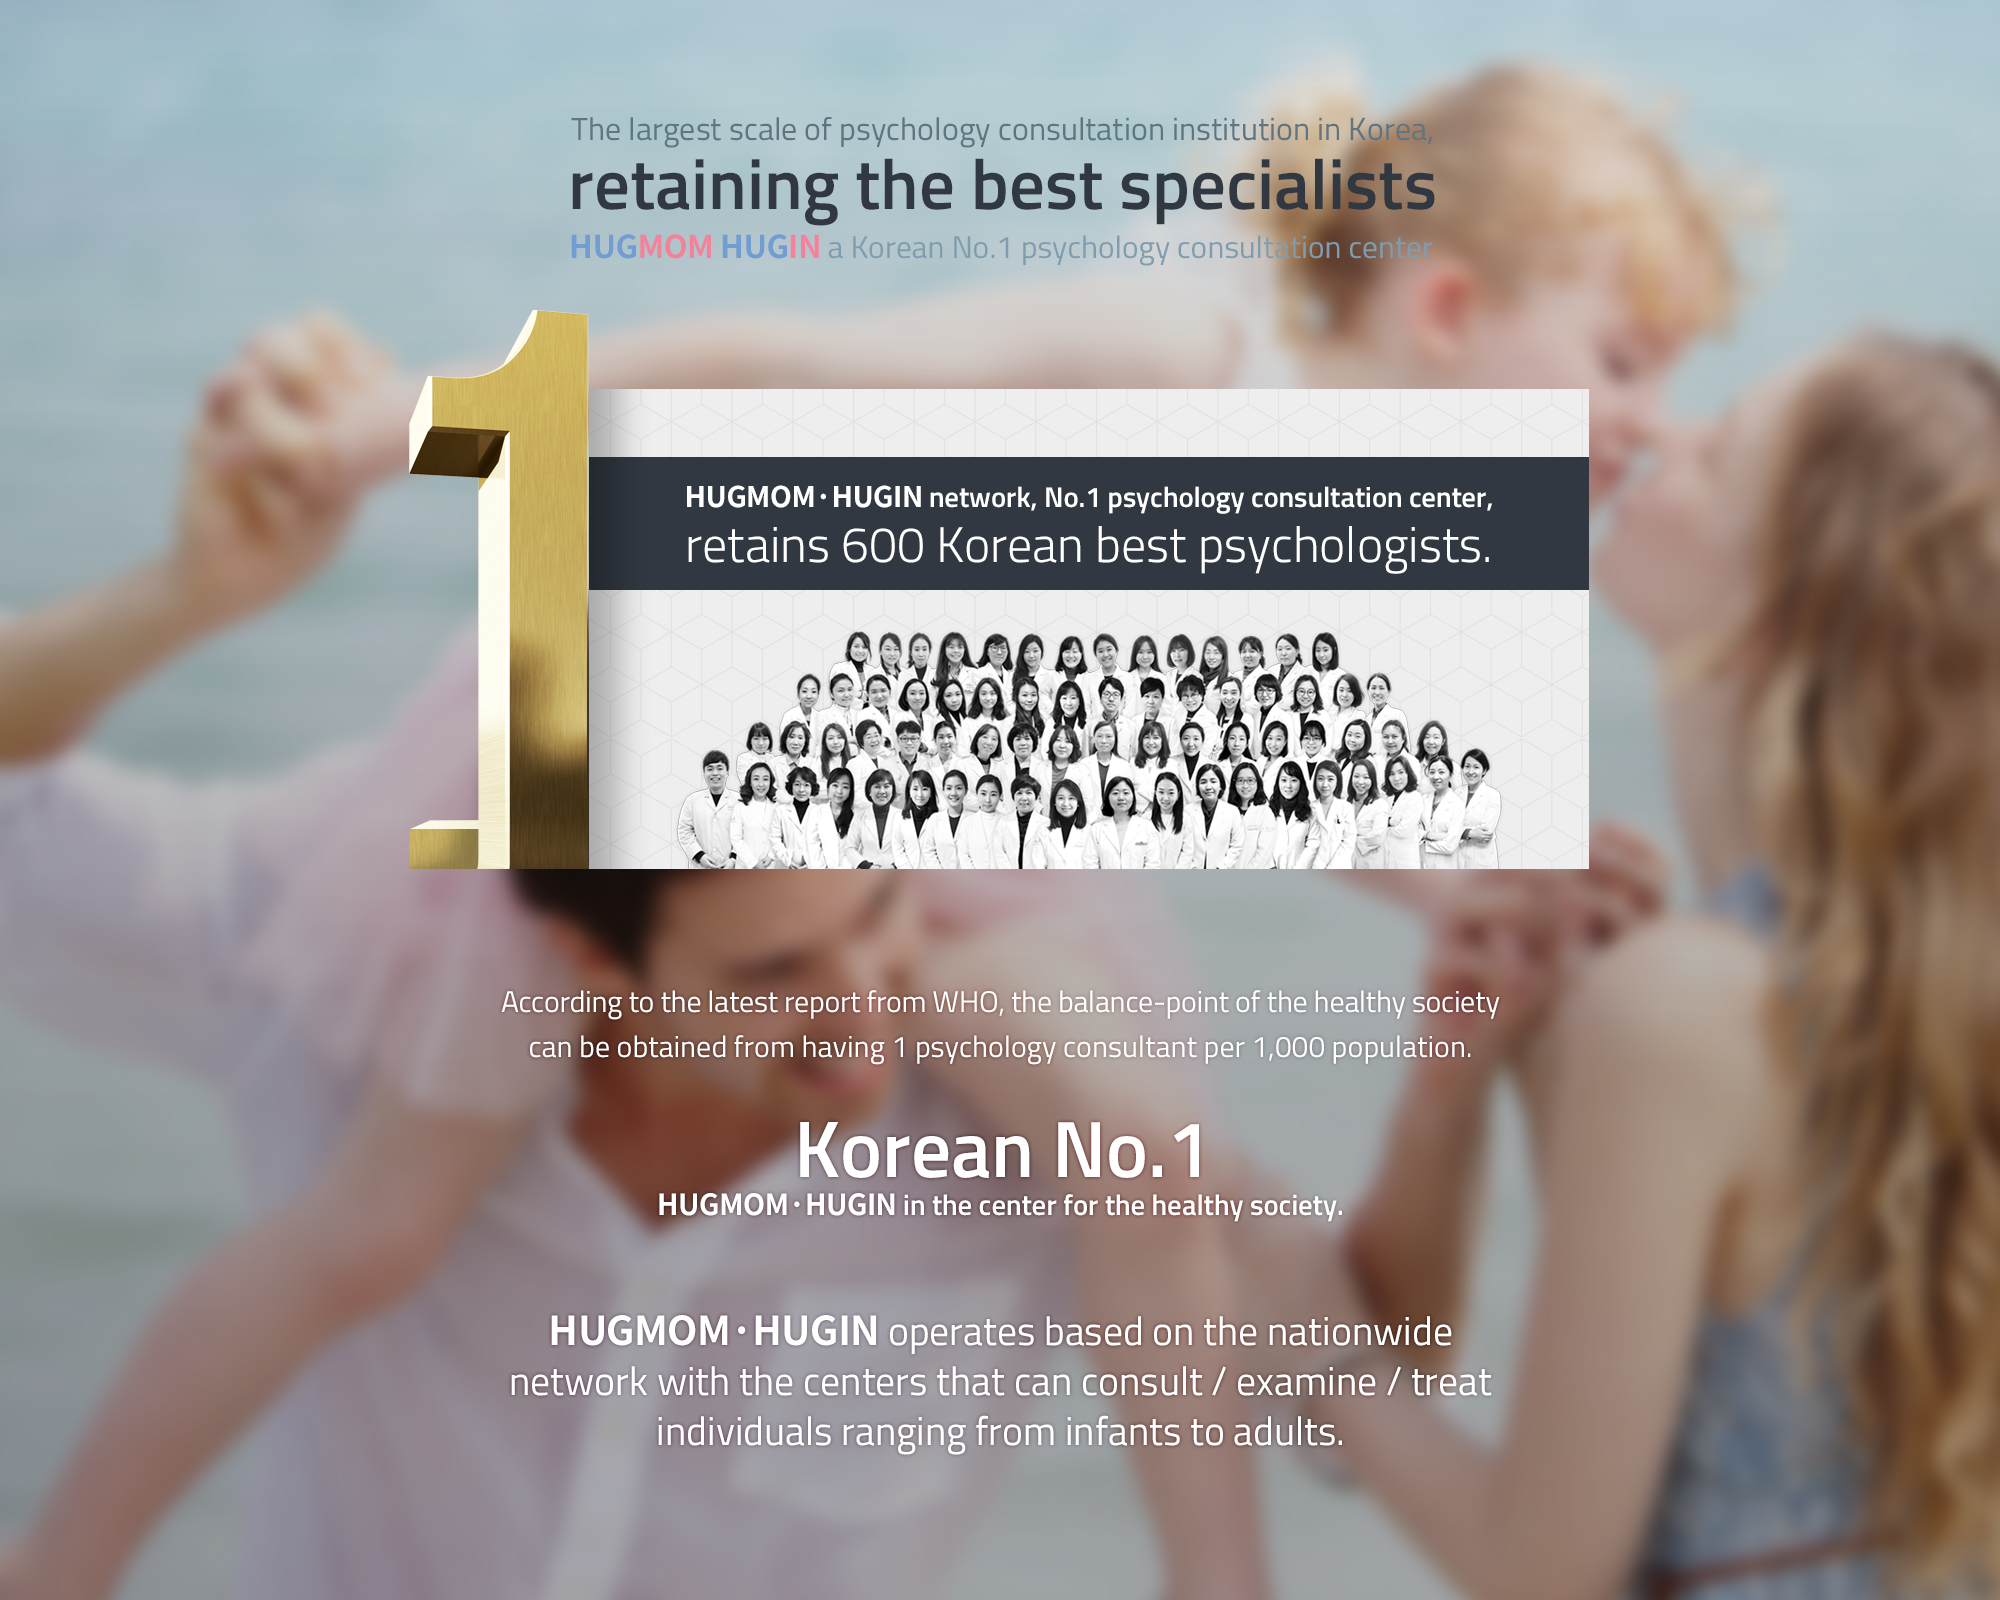 The largest scale of psychology consultation institution in Korea,
retaining the best specialists
HUGMOM HUGIN a Korean No.1 psychology consultation center
1
HUGMOM·HUGIN network, No.1 psychology consultation center,
retains 600 Korean best psychologists.
According to the latest report from WHO, the balance-point of the healthy society
can be obtained from having 1 psychology consultant per 1,000 population.
Korean No.1
HUGMOM·HUGIN in the center for the healthy society.
HUGMOM·HUGIN operates based on the nationwide
network with the centers that can consult / examine / treat
individuals ranging from infants to adults.